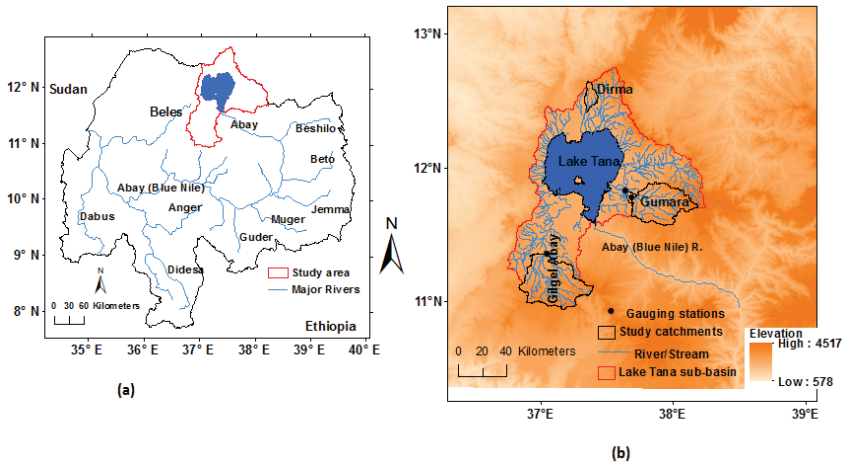 12° N
11° N
10° N
9° N
8° N
35° E
36° E
37° E
38° E
39° E
40° E
Sudan
Beles
Abay
Beshilo
Beto
Abay (Blue Nile)
Anger
Jemma
Dabus
Muger
Guder
Didesa
N
0 30 60 Kilometers
Study area
Major Rivers
Ethiopia
(a)
N
13°N
12°N
11°N
37°E
38°E
39°E
Dirma
Lake Tana
Gumara
Abay (Blue Nile) R.
Gilgel Abay
Gauging stations
Study catchments
River/Stream
Lake Tana sub-basin
0 20 40 Kilometers
Elevation
High : 4517
Low : 578
(b)